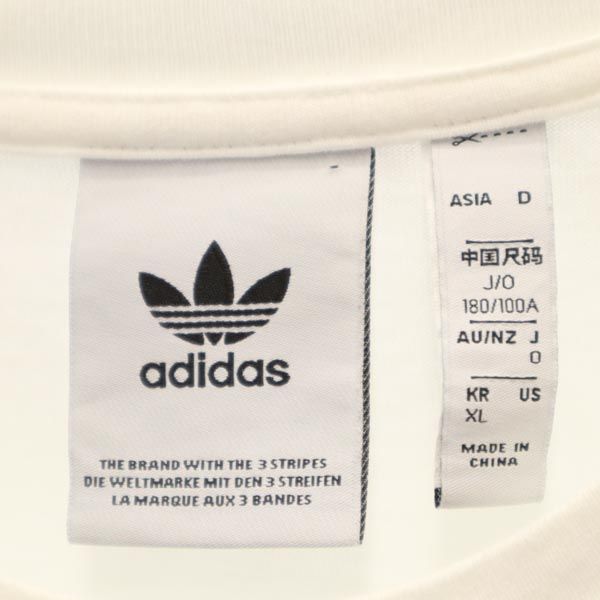 adidas
THE BRAND WITH THE 3 STRIPES
DIE WELTMARKE MIT DEN 3 STREIFEN
LA MARQUE AUX 3 BANDES
ASIA D
中国尺码
J/O
180/100A
AU/NZ J
O
KR US
XL
MADE IN
CHINA